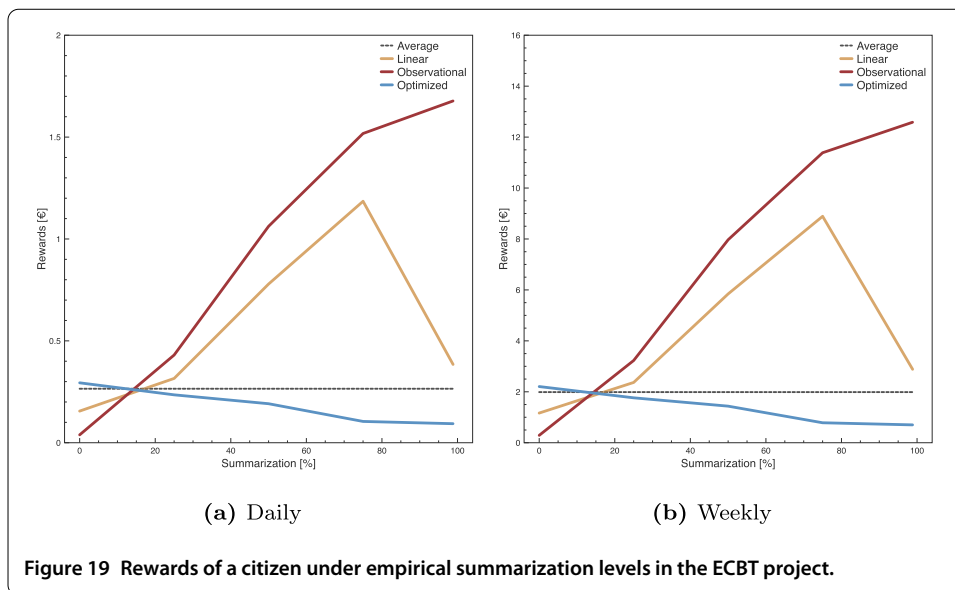 2
1.5
1
0.5
0
Rewards [€]
0 20 40 60 80 100
Summarization [%]
Average
Linear
Observational
Optimized
(a) Daily
16
14
12
10
8
6
4
2
0
Rewards [€]
0 20 40 60 80 100
Summarization [%]
Average
Linear
Observational
Optimized
(b) Weekly
Figure 19 Rewards of a citizen under empirical summarization levels in the ECBT project.